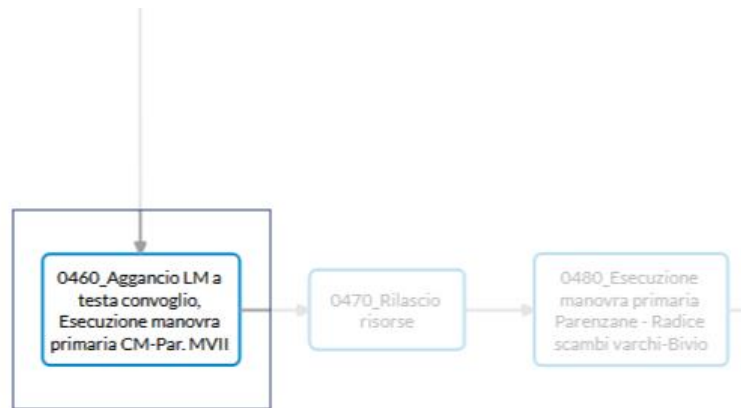 0460_Aggancio LM a
testa convoglio,
Esecuzione manovra
primaria CM-Par. MVII
0470_Rilascio
risorse
0480_Esecuzione
manovra primaria
Parenzane - Radice
scambi varchi-Bivio